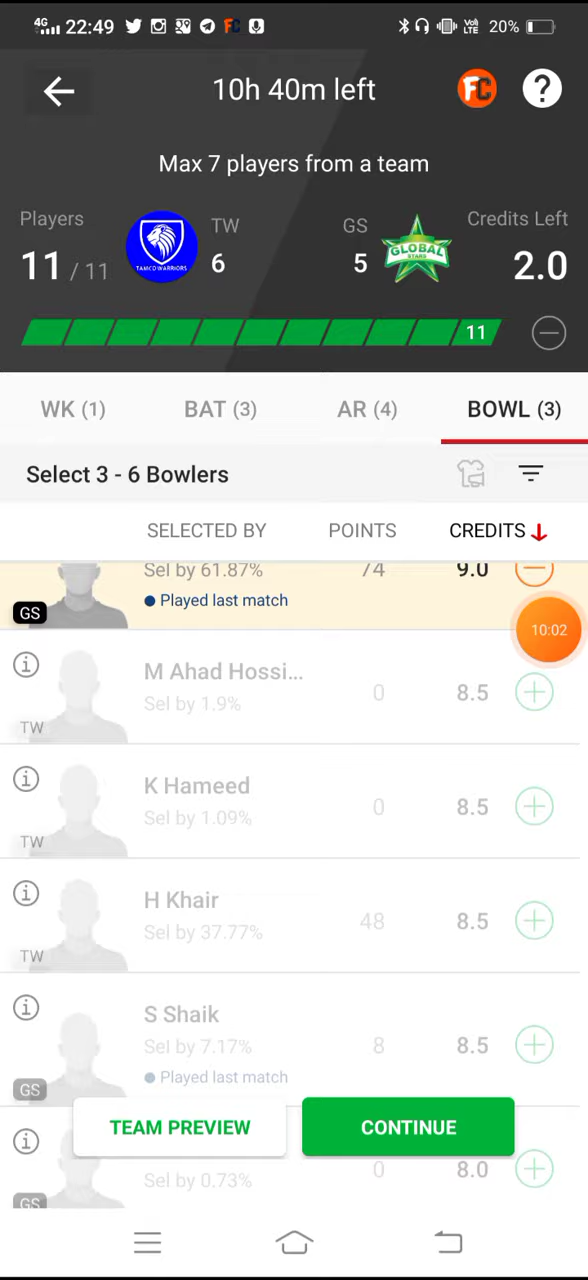 4G 22:49 Vol LTE 20%
10h 40m left FC ?
Max 7 players from a team
Players TW GS Credits Left
11 / 11 6 5 2.0
TAMCO WARRIORS
GLOBAL STARS
11
WK (1) BAT (3) AR (4) BOWL (3)
Select 3 - 6 Bowlers
SELECTED BY POINTS CREDITS
Sel by 61.87% 74 9.0
Played last match
GS
10:02
M Ahad Hossi...
Sel by 1.9% 0 8.5
TW
K Hameed
Sel by 1.09% 0 8.5
TW
H Khair
Sel by 37.77% 48 8.5
TW
S Shaik
Sel by 7.17% 8 8.5
Played last match
GS
TEAM PREVIEW CONTINUE
Sel by 0.73% 0 8.0
GS